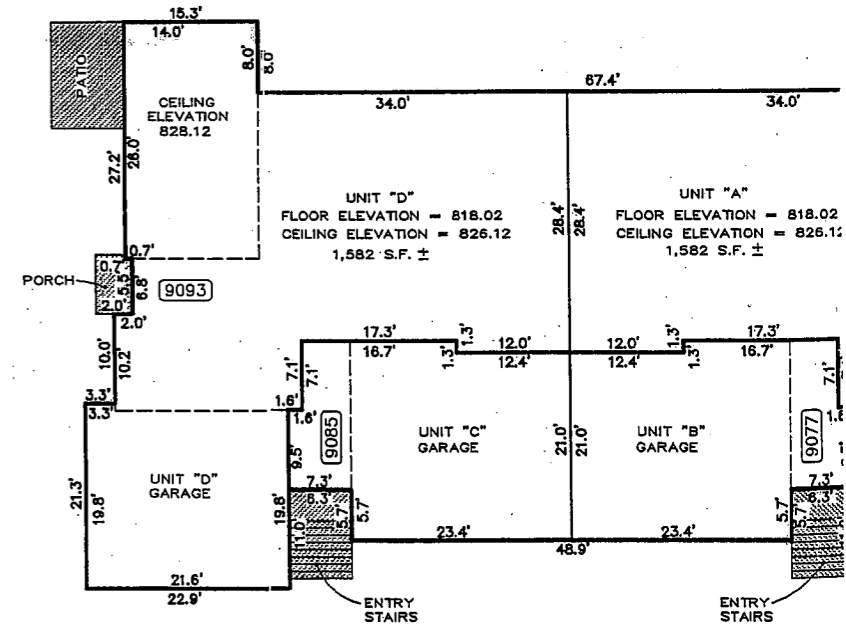 15.3'
14.0'
8.0'
8.0'
67.4'
34.0'
34.0'
PATIO
CEILING
ELEVATION
828.12
27.2'
26.0'
UNIT "D"
FLOOR ELEVATION = 818.02
CEILING ELEVATION = 826.12
1,582 S.F. ±
28.4'
28.4'
UNIT "A"
FLOOR ELEVATION = 818.02
CEILING ELEVATION = 826.12
1,582 S.F. ±
0.7'
0.7'
PORCH
5.5'
6.8'
9093
2.0'
2.0'
10.0'
10.2'
17.3'
16.7'
1.3'
1.3'
12.0'
12.4'
12.0'
12.4'
1.3'
1.3'
17.3'
16.7'
7.1'
7.1'
7.1'
3.3'
3.3'
1.6'
1.6'
9085
UNIT "C"
GARAGE
21.0'
21.0'
UNIT "B"
GARAGE
9077
9.5'
UNIT "D"
GARAGE
21.3'
19.8'
19.8'
11.0'
7.3'
6.3'
5.7'
5.7'
7.3'
6.3'
5.7'
5.7'
23.4'
23.4'
48.9'
21.6'
22.9'
ENTRY
STAIRS
ENTRY
STAIRS